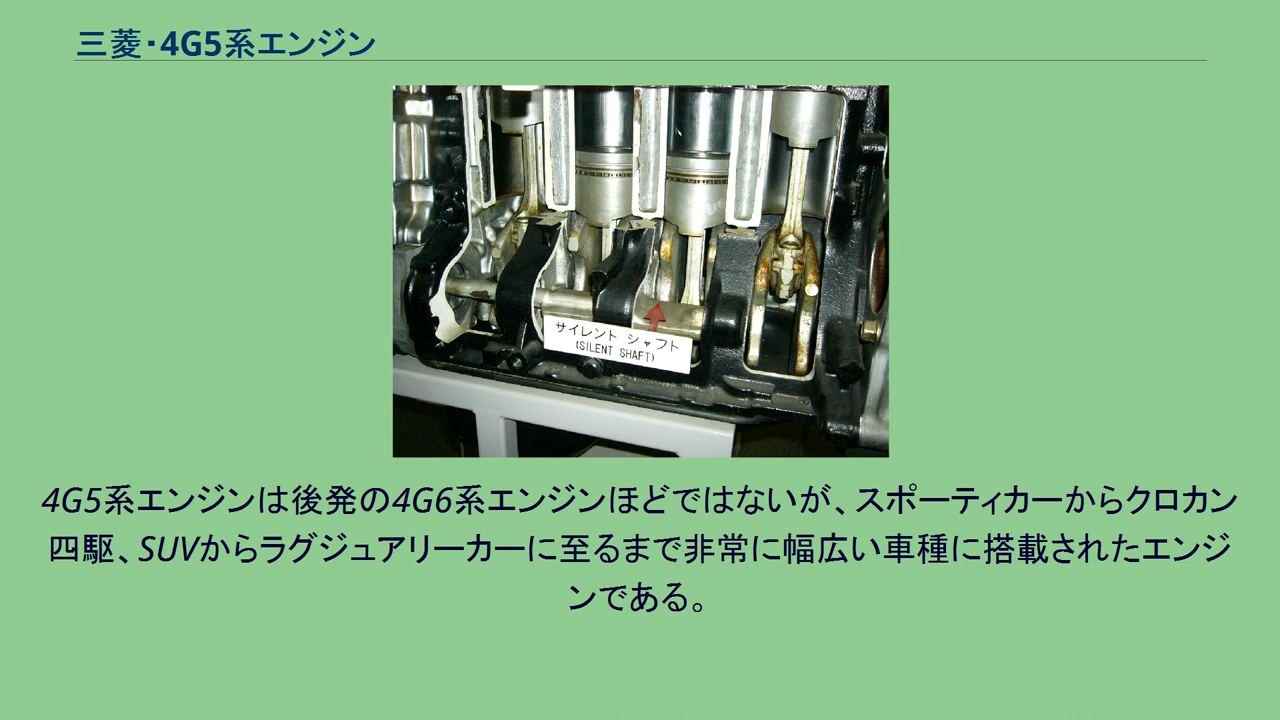 三菱・4G5系エンジン
サイレント シャフト
(SILENT SHAFT)
4G5系エンジンは後発の4G6系エンジンほどではないが、スポーティカーからクロカン
四駆、SUVからラグジュアリーカーに至るまで非常に幅広い車種に搭載されたエンジ
ンである。